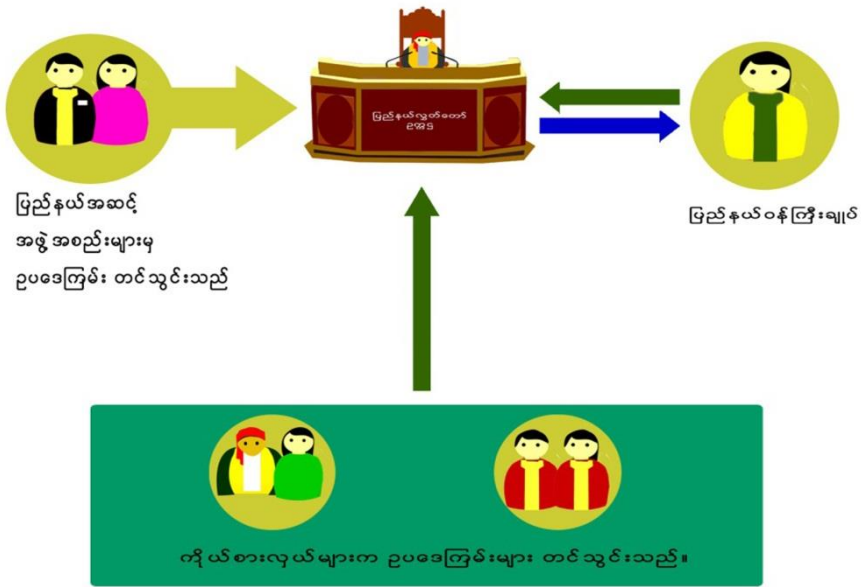 ပြည်နယ်လွှတ်တော်
ဥက္ကဋ္ဌ
ပြည်နယ်အဆင့်
အဖွဲ့အစည်းများမှ
ဥပဒေကြမ်း တင်သွင်းသည်
ပြည်နယ်ဝန်ကြီးချုပ်
ကိုယ်စားလှယ်များက ဥပဒေကြမ်းများ တင်သွင်းသည်။